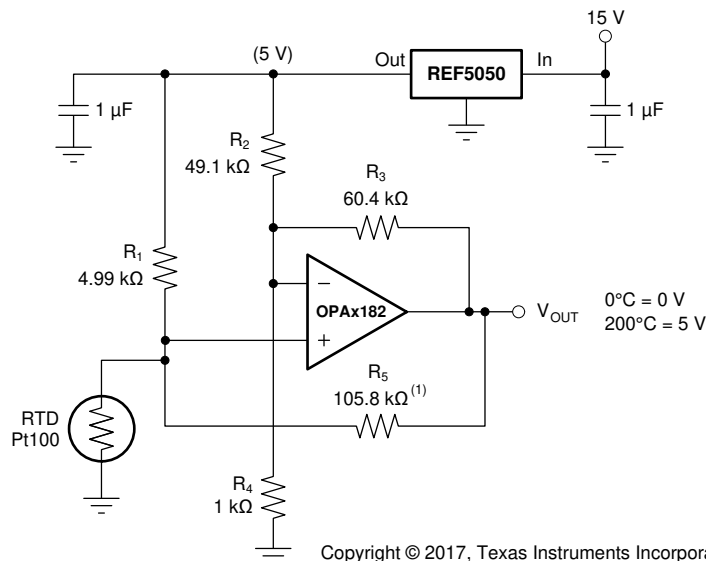 15 V
(5 V)
Out
REF5050
In
1 µF
1 µF
R2
49.1 kΩ
R3
60.4 kΩ
R1
4.99 kΩ
−
OPAx182
+
VOUT
0°C = 0 V
200°C = 5 V
R5
105.8 kΩ(1)
RTD
Pt100
R4
1 kΩ
Copyright © 2017, Texas Instruments Incorpora